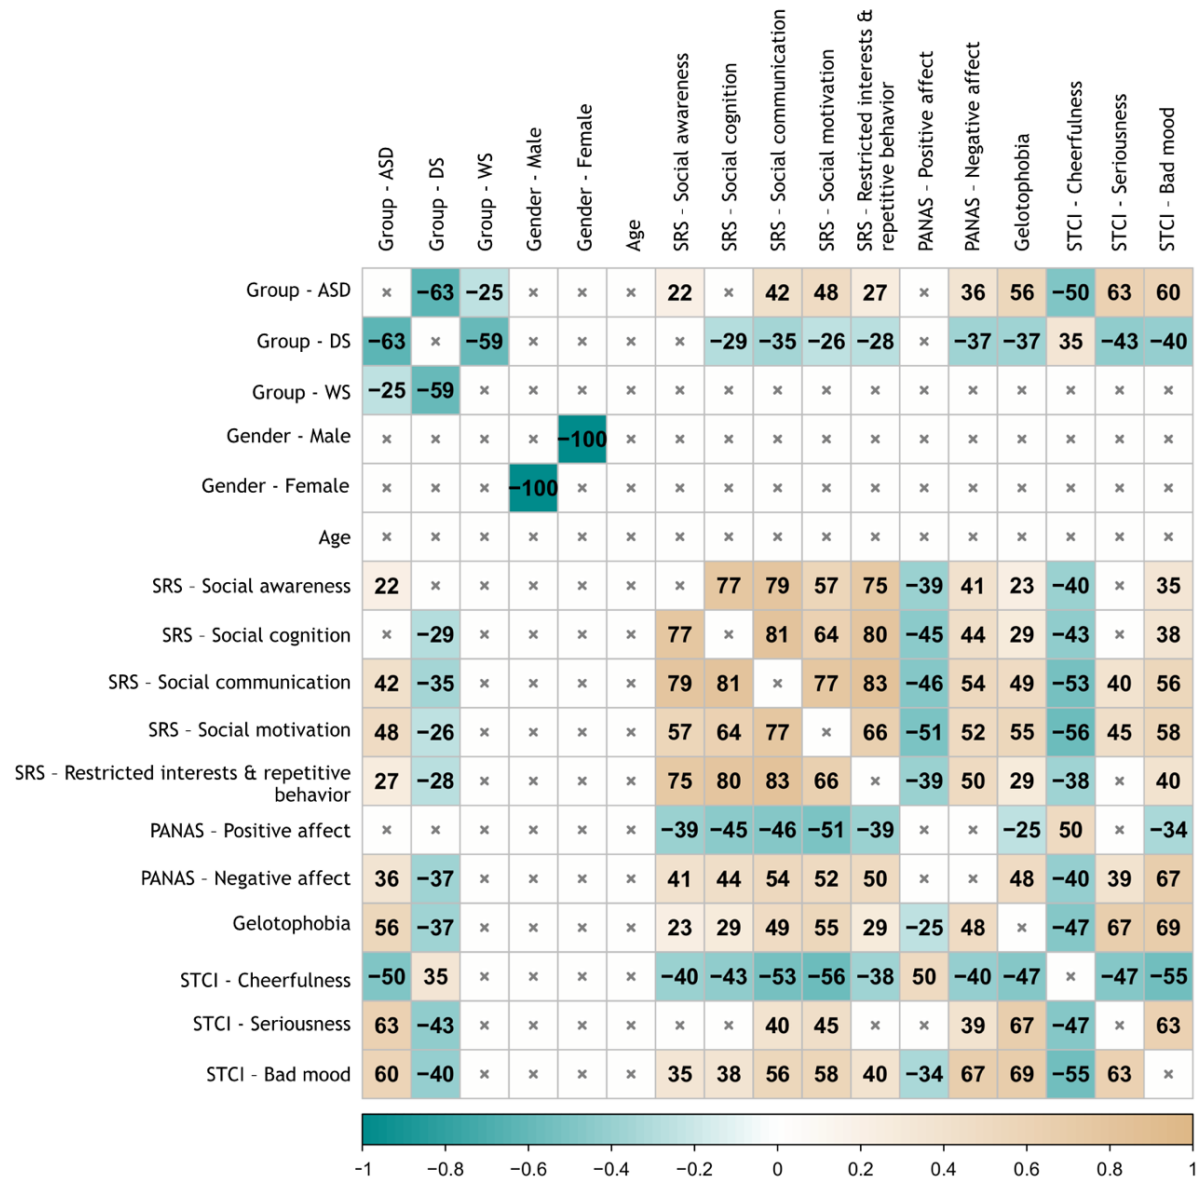 Group - ASD
Group - DS
Group - WS
Gender - Male
Gender - Female
Age
SRS - Social awareness
SRS - Social cognition
SRS - Social communication
SRS - Social motivation
SRS - Restricted interests &
repetitive behavior
PANAS - Positive affect
PANAS - Negative affect
Gelotophobia
STCI - Cheerfulness
STCI - Seriousness
STCI - Bad mood
Group - ASD × −63 −25 × × × 22 × 42 48 27 × 36 56 −50 63 60
Group - DS −63 × −59 × × × × −29 −35 −26 −28 × −37 −37 35 −43 −40
Group - WS −25 −59 × × × × × × × × × × × × × × ×
Gender - Male × × × × −100 × × × × × × × × × × × ×
Gender - Female × × × −100 × × × × × × × × × × × × ×
Age × × × × × × × × × × × × × × × × ×
SRS - Social awareness 22 × × × × × × 77 79 57 75 −39 41 23 −40 × 35
SRS - Social cognition × −29 × × × × 77 × 81 64 80 −45 44 29 −43 × 38
SRS - Social communication 42 −35 × × × × 79 81 × 77 83 −46 54 49 −53 40 56
SRS - Social motivation 48 −26 × × × × 57 64 77 × 66 −51 52 55 −56 45 58
SRS - Restricted interests & repetitive
behavior 27 −28 × × × × 75 80 83 66 × −39 50 29 −38 × 40
PANAS - Positive affect × × × × × × −39 −45 −46 −51 −39 × × −25 50 × −34
PANAS - Negative affect 36 −37 × × × × 41 44 54 52 50 × × 48 −40 39 67
Gelotophobia 56 −37 × × × × 23 29 49 55 29 −25 48 × −47 67 69
STCI - Cheerfulness −50 35 × × × × −40 −43 −53 −56 −38 50 −40 −47 × −47 −55
STCI - Seriousness 63 −43 × × × × × × 40 45 × × 39 67 −47 × 63
STCI - Bad mood 60 −40 × × × × 35 38 56 58 40 −34 67 69 −55 63 ×
−1 −0.8 −0.6 −0.4 −0.2 0 0.2 0.4 0.6 0.8 1